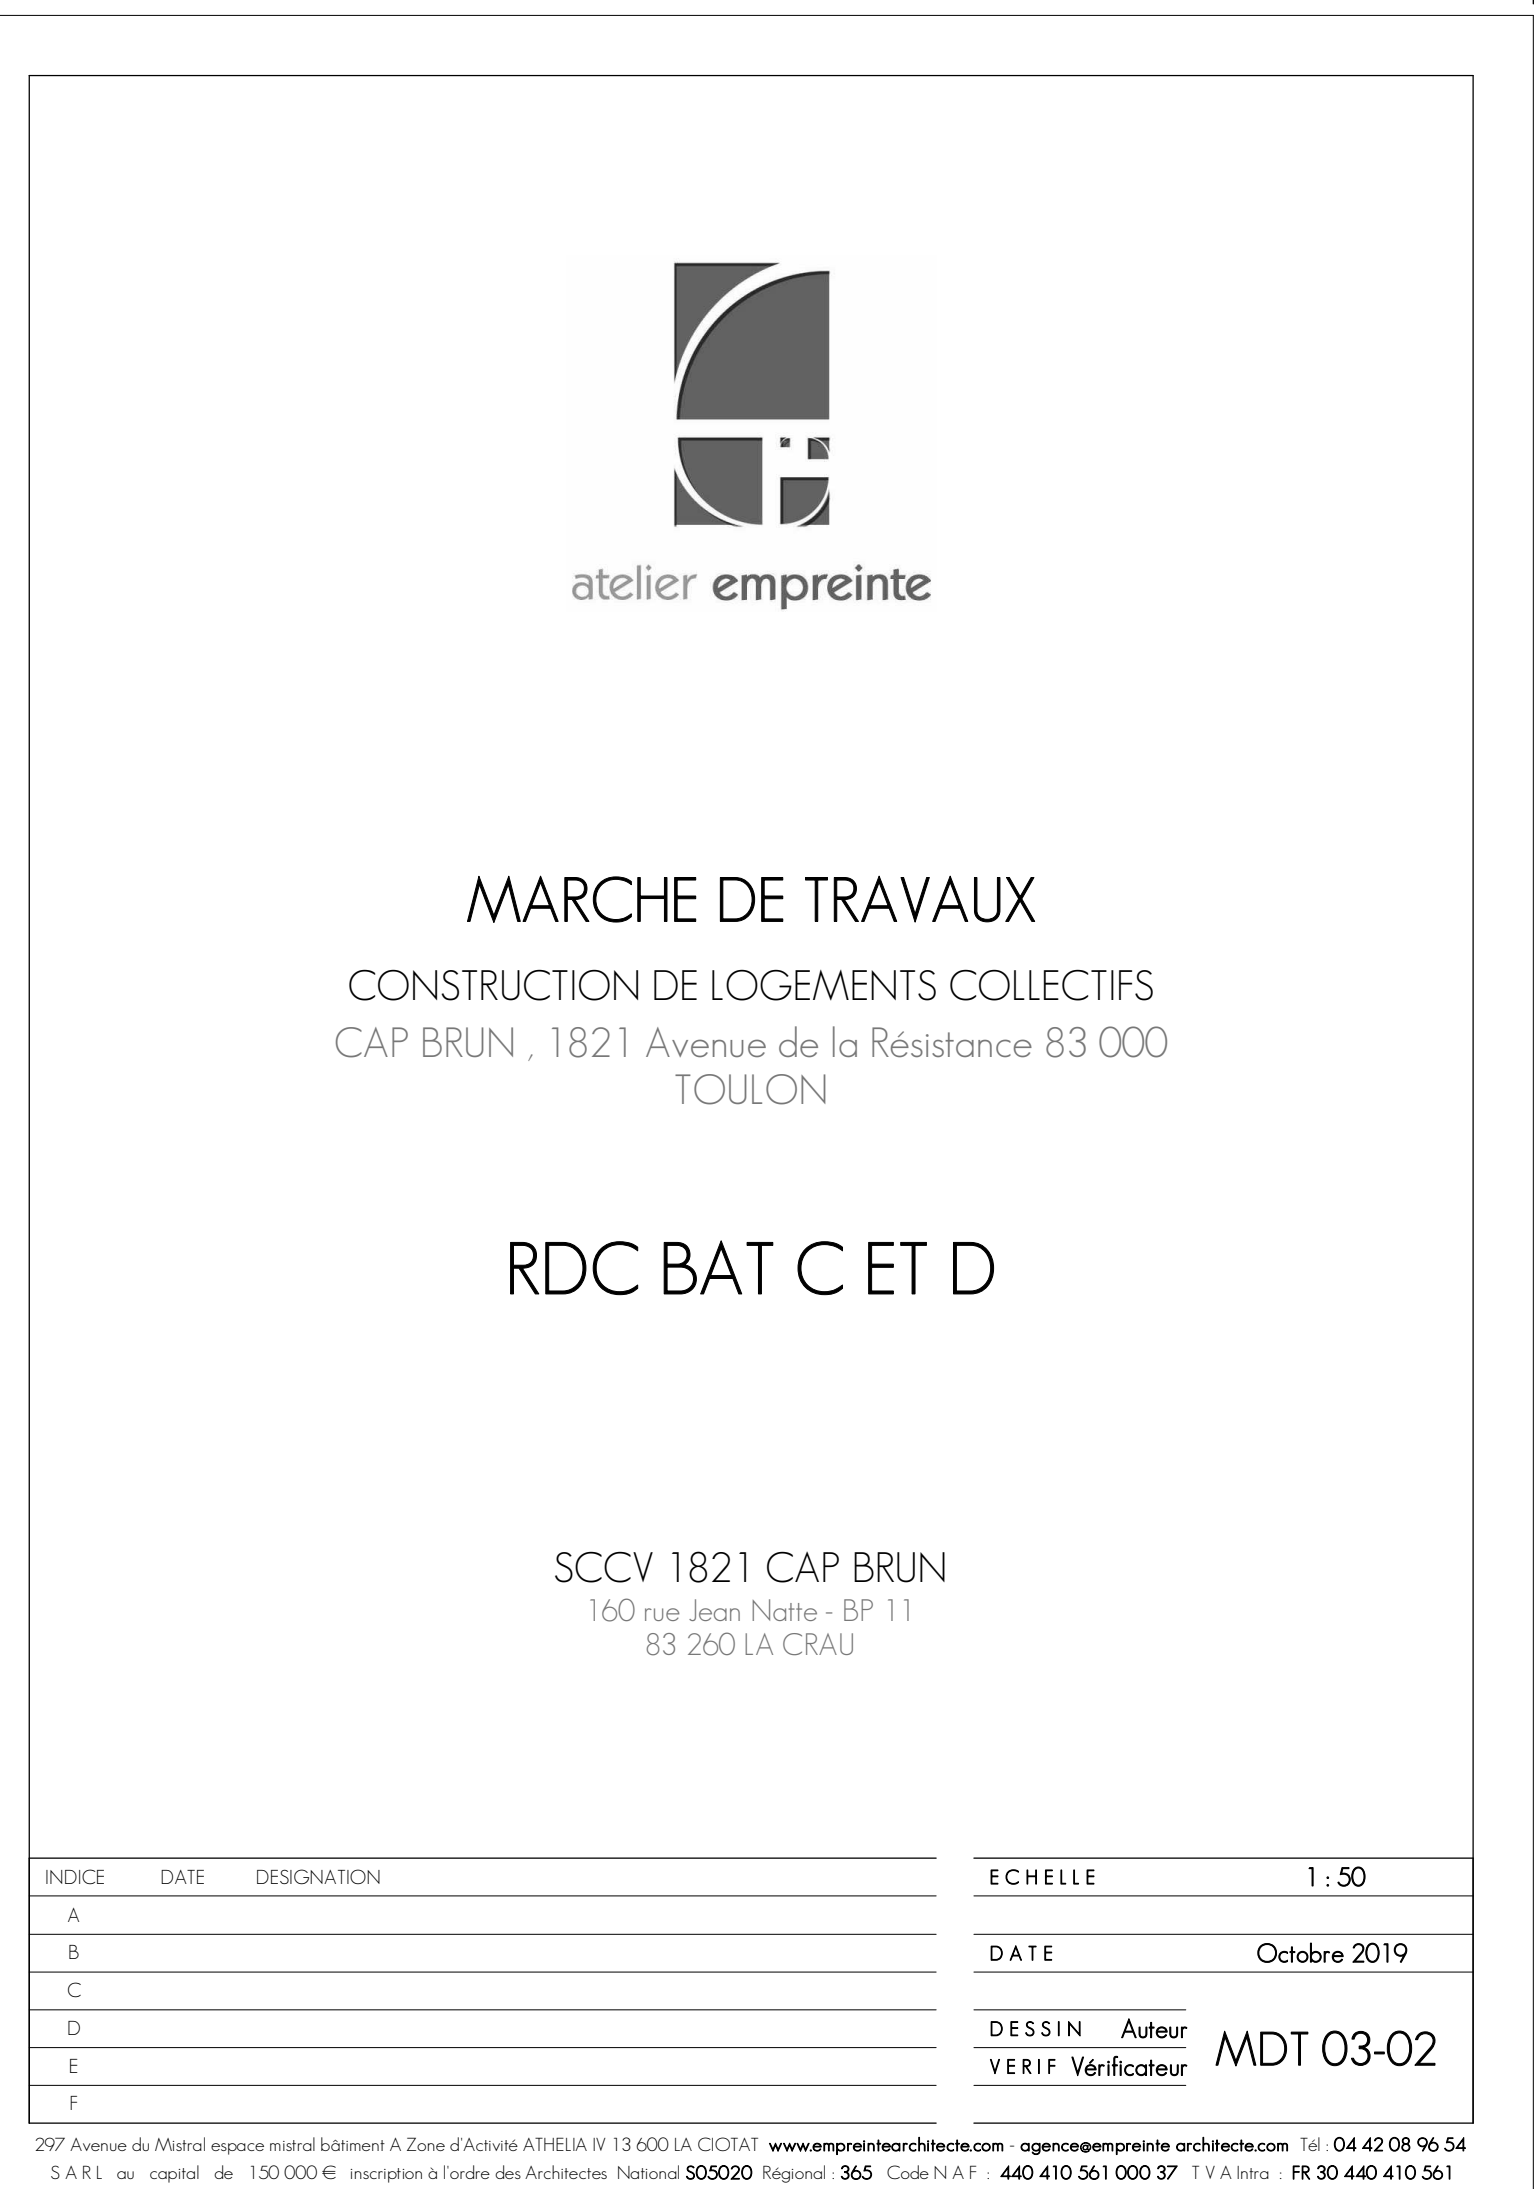 atelier empreinte
MARCHE DE TRAVAUX
CONSTRUCTION DE LOGEMENTS COLLECTIFS
CAP BRUN , 1821 Avenue de la Résistance 83 000
TOULON
RDC BAT C ET D
SCCV 1821 CAP BRUN
160 rue Jean Natte - BP 11
83 260 LA CRAU
INDICE DATE DESIGNATION
A
B
C
D
E
F
ECHELLE 1 : 50
DATE Octobre 2019
DESSIN Auteur
VERIF Vérificateur
MDT 03-02
297 Avenue du Mistral espace mistral bâtiment A Zone d'Activité ATHELIA IV 13 600 LA CIOTAT www.empreintearchitecte.com - agence@empreinte architecte.com Tél : 04 42 08 96 54
S A R L au capital de 150 000 € inscription à l'ordre des Architectes National S05020 Régional : 365 Code N A F : 440 410 561 000 37 T V A Intra : FR 30 440 410 561